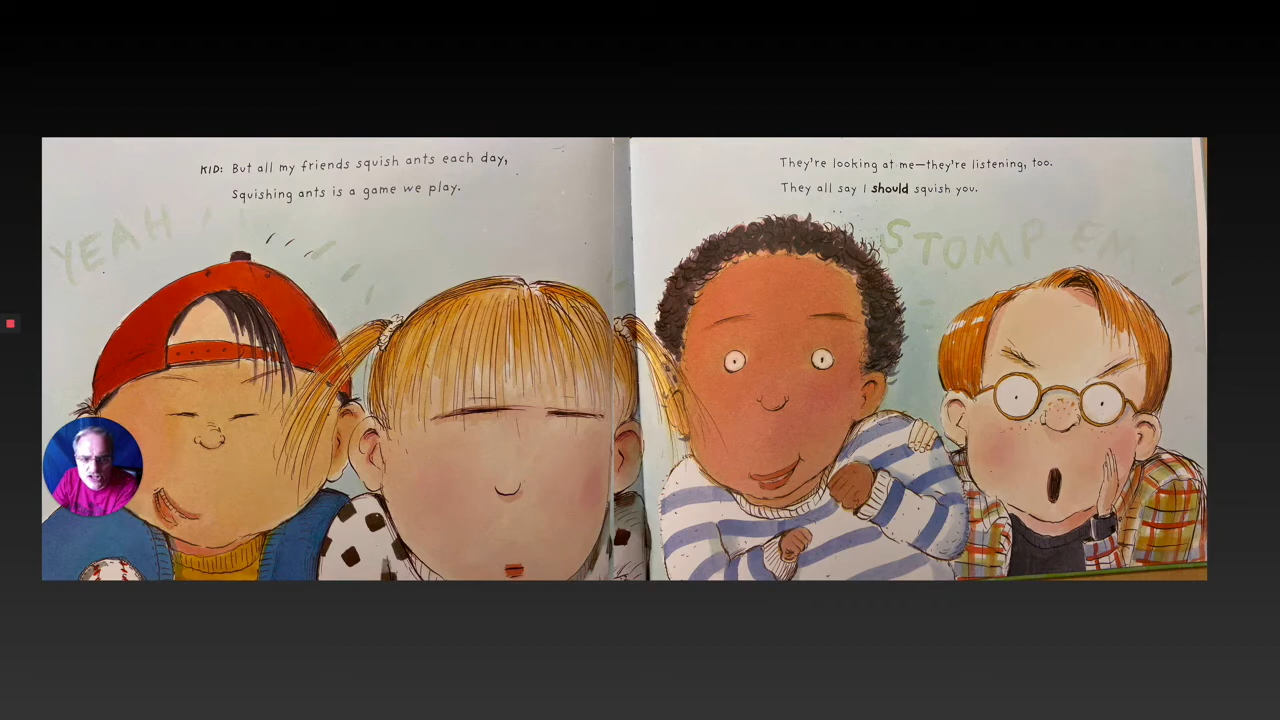 KID: But all my friends squish ants each day,
Squishing ants is a game we play.
YEAH
They're looking at me—they're listening, too.
They all say I should squish you.
STOMP EM